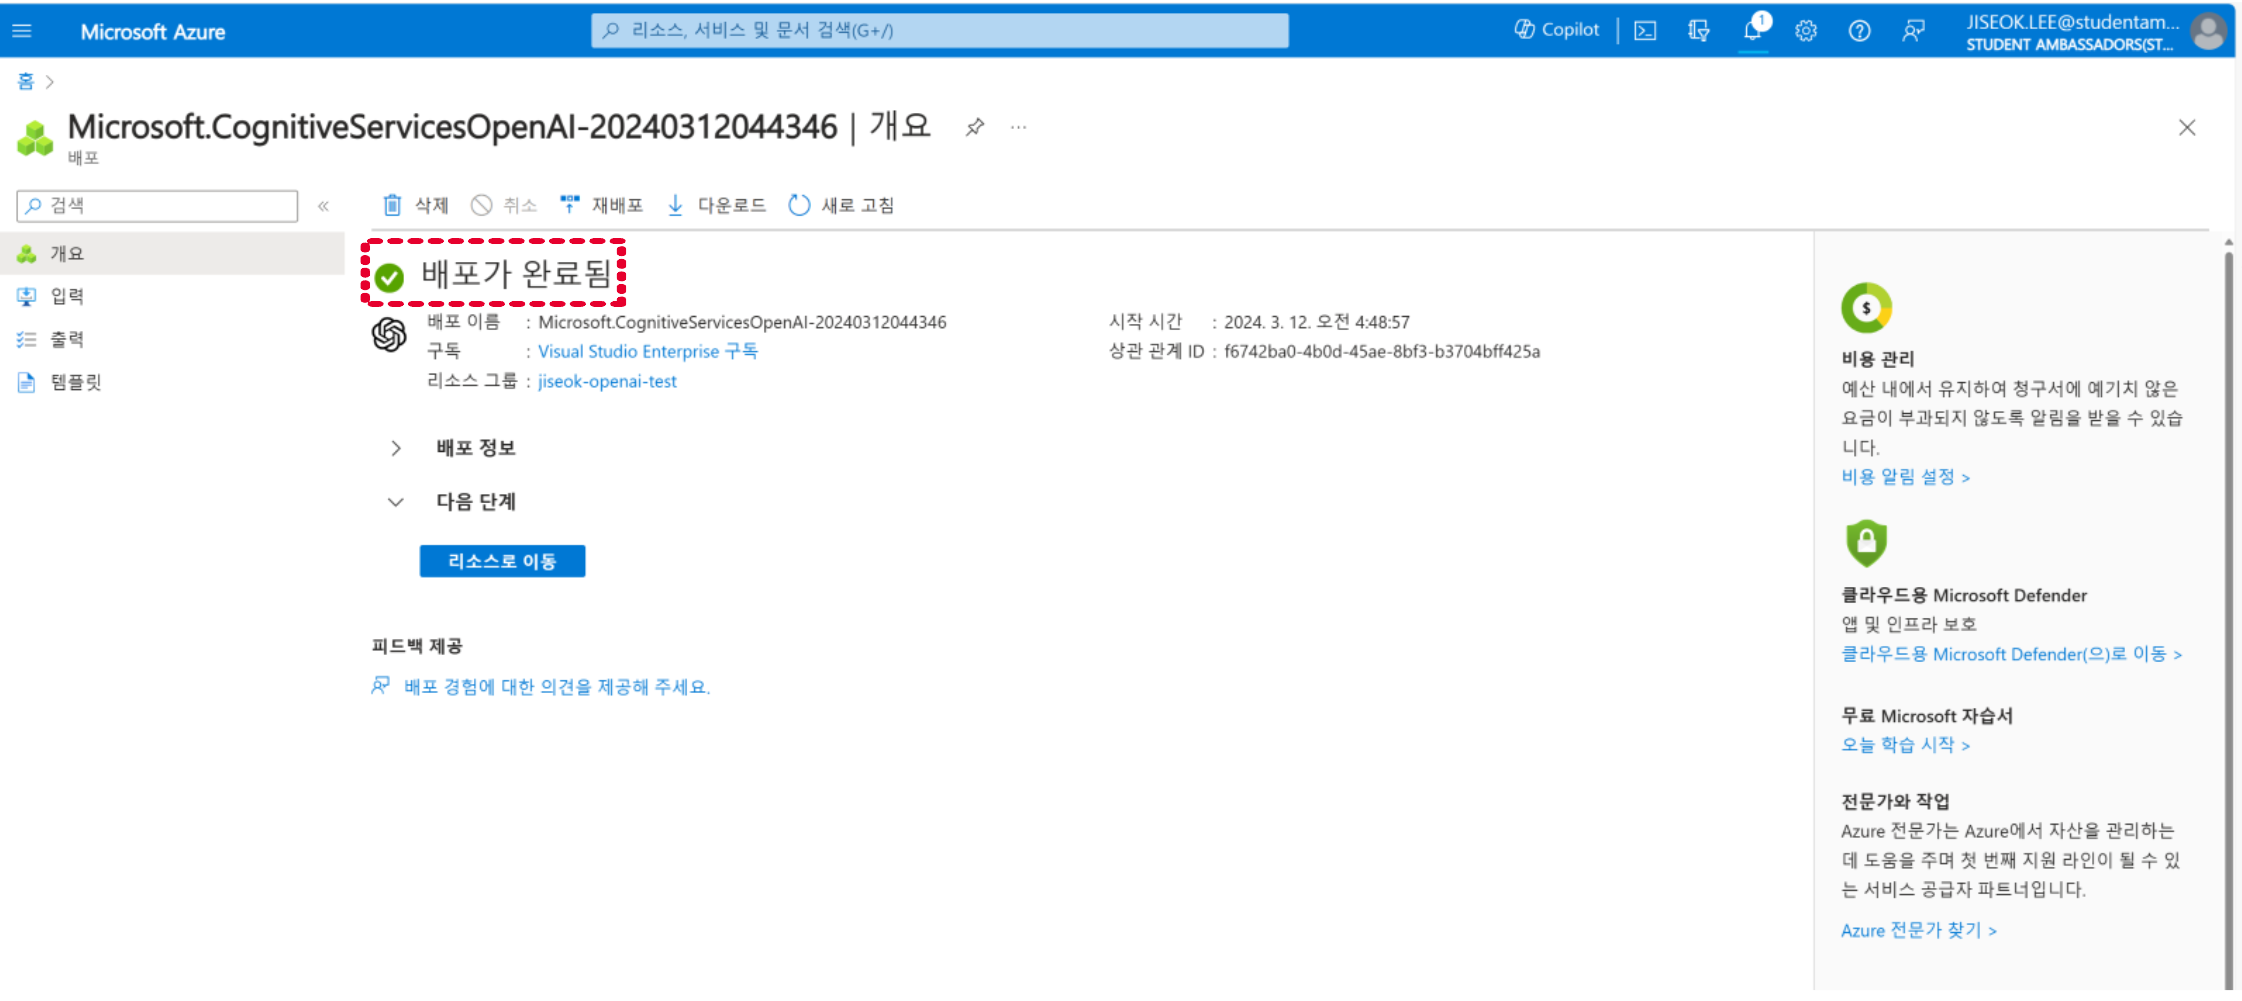 Microsoft Azure
리소스, 서비스 및 문서 검색(G+/)
Copilot
1
JISEOK.LEE@studentam...
STUDENT AMBASSADORS(ST...
홈 >
Microsoft.CognitiveServicesOpenAI-20240312044346 | 개요
배포
검색
삭제 취소 재배포 다운로드 새로 고침
개요
입력
출력
템플릿
배포가 완료됨
배포 이름 : Microsoft.CognitiveServicesOpenAI-20240312044346
구독 : Visual Studio Enterprise 구독
리소스 그룹 : jiseok-openai-test
시작 시간 : 2024. 3. 12. 오전 4:48:57
상관 관계 ID : f6742ba0-4b0d-45ae-8bf3-b3704bff425a
배포 정보
다음 단계
리소스로 이동
피드백 제공
배포 경험에 대한 의견을 제공해 주세요.
비용 관리
예산 내에서 유지하여 청구서에 예기치 않은
요금이 부과되지 않도록 알림을 받을 수 있습
니다.
비용 알림 설정 >
클라우드용 Microsoft Defender
앱 및 인프라 보호
클라우드용 Microsoft Defender(으)로 이동 >
무료 Microsoft 자습서
오늘 학습 시작 >
전문가와 작업
Azure 전문가는 Azure에서 자산을 관리하는
데 도움을 주며 첫 번째 지원 라인이 될 수 있
는 서비스 공급자 파트너입니다.
Azure 전문가 찾기 >